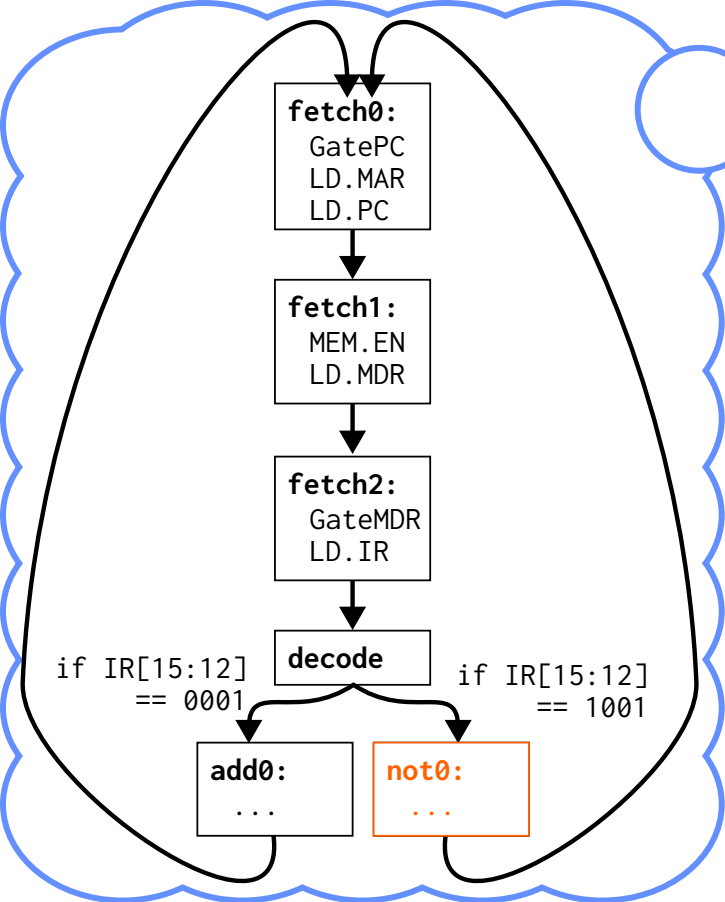 fetch0:
GatePC
LD.MAR
LD.PC
fetch1:
MEM.EN
LD.MDR
fetch2:
GateMDR
LD.IR
decode
if IR[15:12]
== 0001
if IR[15:12]
== 1001
add0:
...
not0:
...